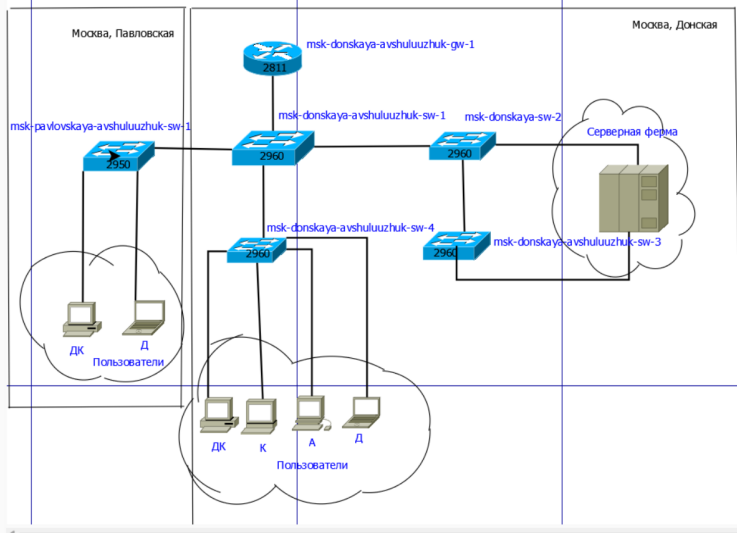 Москва, Павловская
Москва, Донская
msk-donskaya-avshuluuzhuk-gw-1
2811
msk-pavlovskaya-avshuluuzhuk-sw-1
msk-donskaya-avshuluuzhuk-sw-1
msk-donskaya-sw-2
Серверная ферма
2950
2960
2960
msk-donskaya-avshuluuzhuk-sw-4
msk-donskaya-avshuluuzhuk-sw-3
2960
2960
ДК
Д
Пользователи
ДК
К
А
Д
Пользователи